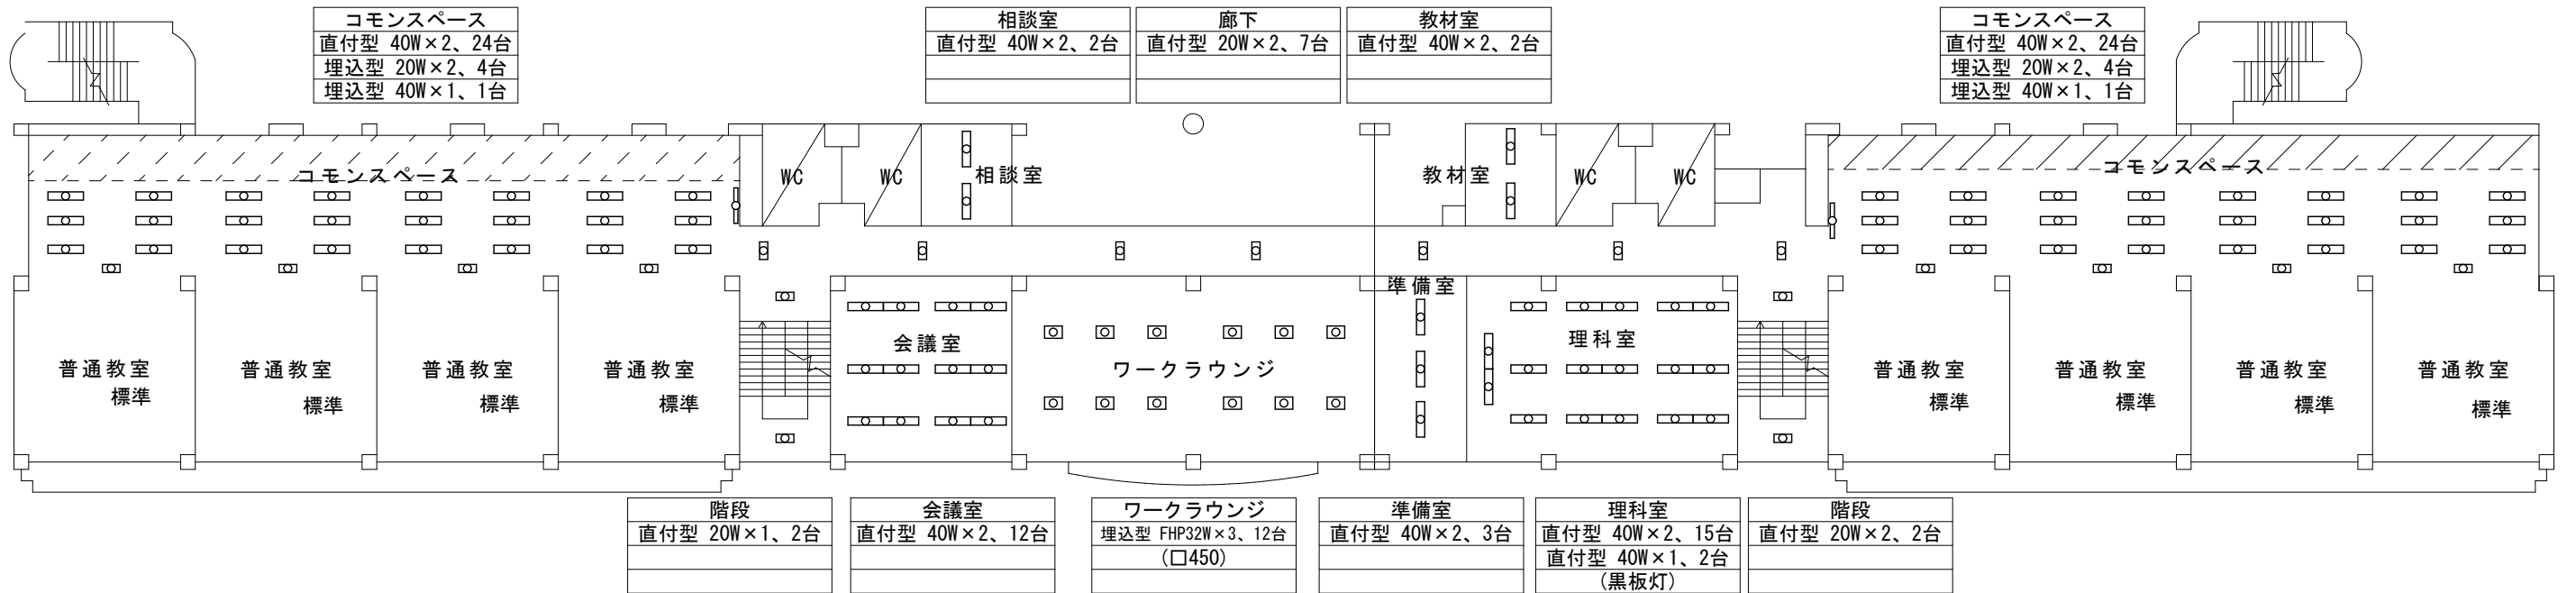 コモンスペース
直付型 40W×2、24台
埋込型 20W×2、4台
埋込型 40W×1、1台
相談室
直付型 40W×2、2台
廊下
直付型 20W×2、7台
教材室
直付型 40W×2、2台
コモンスペース
直付型 40W×2、24台
埋込型 20W×2、4台
埋込型 40W×1、1台
コモンスペース
WC
WC
相談室
教材室
WC
WC
コモンスペース
準備室
会議室
理科室
普通教室
標準
普通教室
標準
普通教室
標準
普通教室
標準
ワークラウンジ
普通教室
標準
普通教室
標準
普通教室
標準
普通教室
標準
階段
直付型 20W×1、2台
会議室
直付型 40W×2、12台
ワークラウンジ
埋込型 FHP32W×3、12台
(□450)
準備室
直付型 40W×2、3台
理科室
直付型 40W×2、15台
直付型 40W×1、2台
(黒板灯)
階段
直付型 20W×2、2台